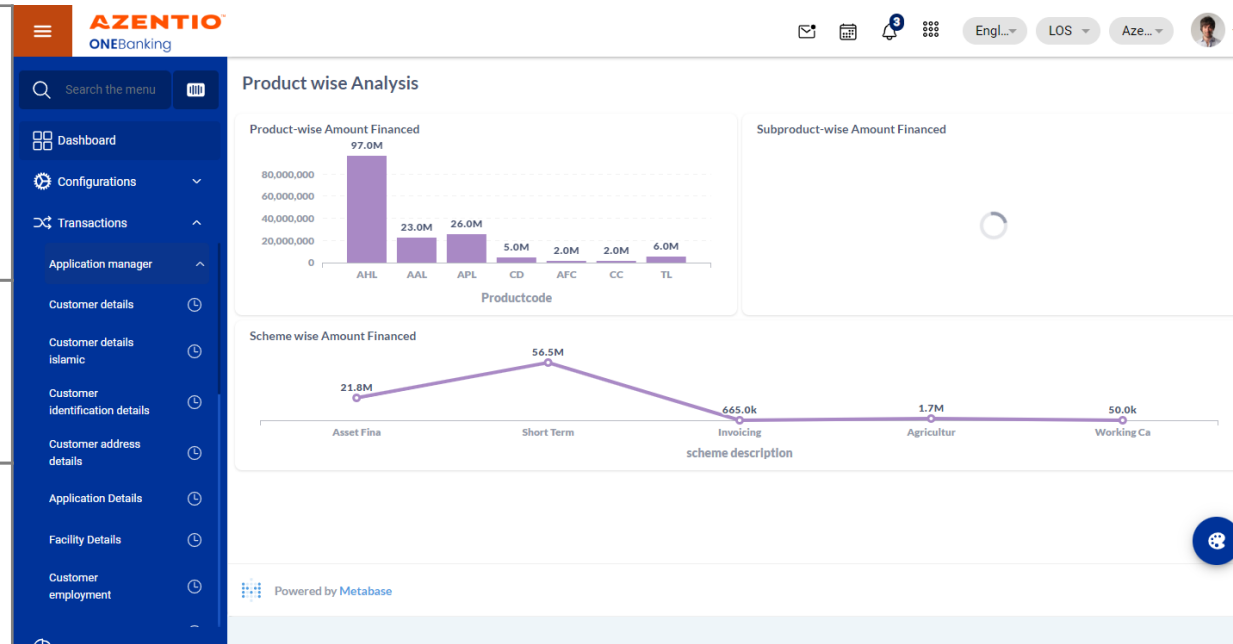 AZENTIO
ONEBanking
3
Engl...
LOS
Aze...
Search the menu
Dashboard
Configurations
Transactions
Application manager
Customer details
Customer details
islamic
Customer
identification details
Customer address
details
Application Details
Facility Details
Customer
employment
Product wise Analysis
Product-wise Amount Financed
97.0M
80,000,000
60,000,000
40,000,000
20,000,000
0
23.0M
26.0M
5.0M
2.0M
2.0M
6.0M
AHL
AAL
APL
CD
AFC
CC
TL
Productcode
Subproduct-wise Amount Financed
Scheme wise Amount Financed
21.8M
56.5M
665.0k
1.7M
50.0k
Asset Fina
Short Term
Invoicing
Agricultur
Working Ca
scheme description
Powered by Metabase